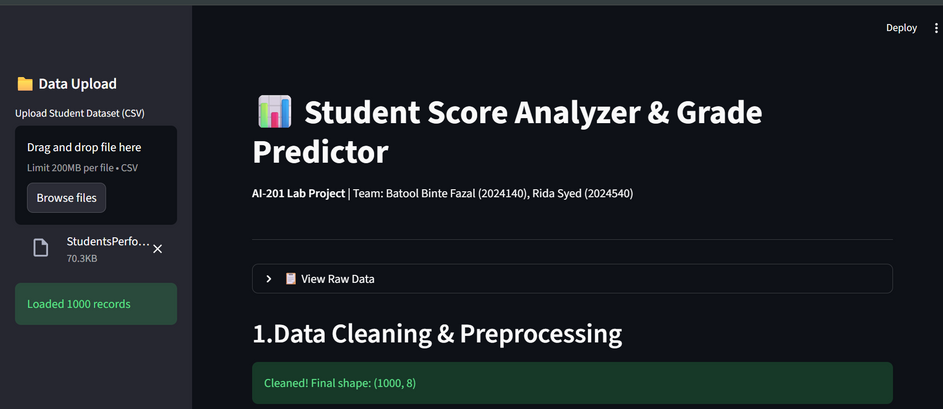 Deploy
Data Upload
Upload Student Dataset (CSV)
Drag and drop file here
Limit 200MB per file • CSV
Browse files
StudentsPerfo...
70.3KB
Loaded 1000 records
Student Score Analyzer & Grade
Predictor
AI-201 Lab Project | Team: Batool Binte Fazal (2024140), Rida Syed (2024540)
View Raw Data
1.Data Cleaning & Preprocessing
Cleaned! Final shape: (1000, 8)